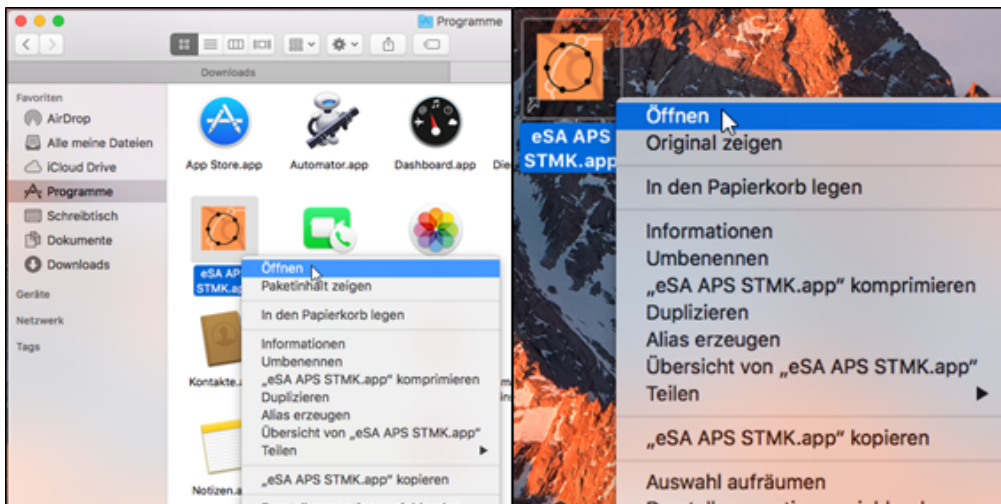 Programme
Downloads
Favoriten
AirDrop
Alle meine Dateien
iCloud Drive
Programme
Schreibtisch
Dokumente
Downloads
Geräte
Netzwerk
Tags
App Store.app
Automator.app
Dashboard.app
Die
eSA AP
STMK.a
Öffnen
Paketinhalt zeigen
In den Papierkorb legen
Informationen
Umbenennen
„eSA APS STMK.app“ komprimieren
Duplizieren
Alias erzeugen
Übersicht von „eSA APS STMK.app“
Teilen
„eSA APS STMK.app“ kopieren
Kontakte.
Notizen.a
eSA APS
STMK.app
Öffnen
Original zeigen
In den Papierkorb legen
Informationen
Umbenennen
„eSA APS STMK.app“ komprimieren
Duplizieren
Alias erzeugen
Übersicht von „eSA APS STMK.app“
Teilen
„eSA APS STMK.app“ kopieren
Auswahl aufräumen